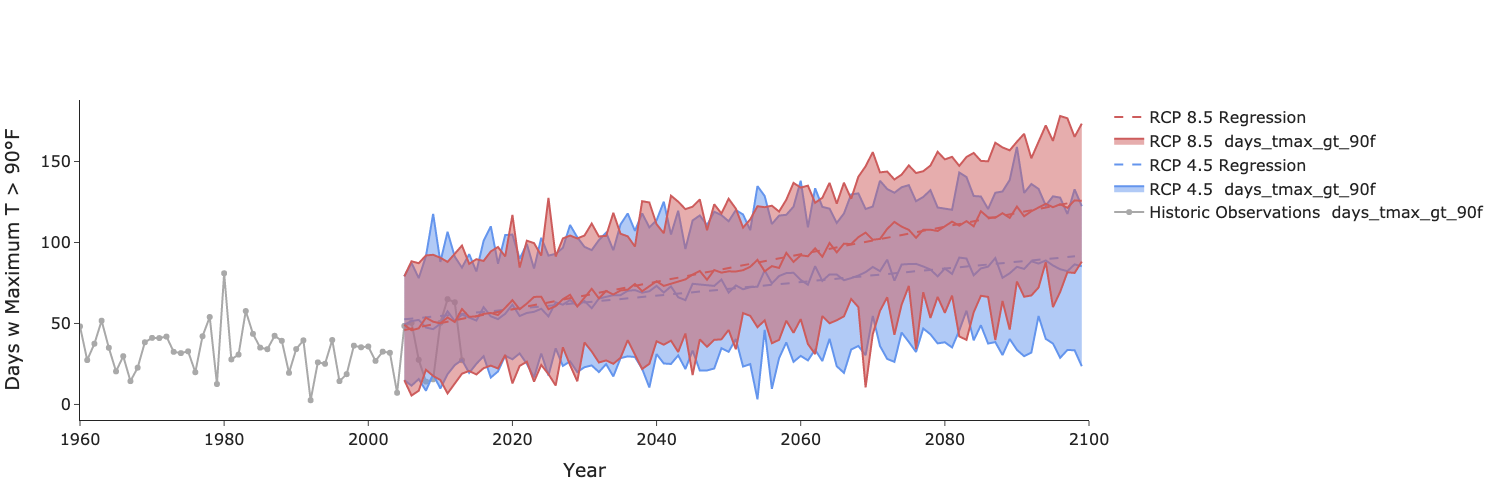 Days w Maximum T > 90°F
150
100
50
0
1960
1980
2000
2020
2040
2060
2080
2100
Year
RCP 8.5 Regression
RCP 8.5  days_tmax_gt_90f
RCP 4.5 Regression
RCP 4.5  days_tmax_gt_90f
Historic Observations  days_tmax_gt_90f